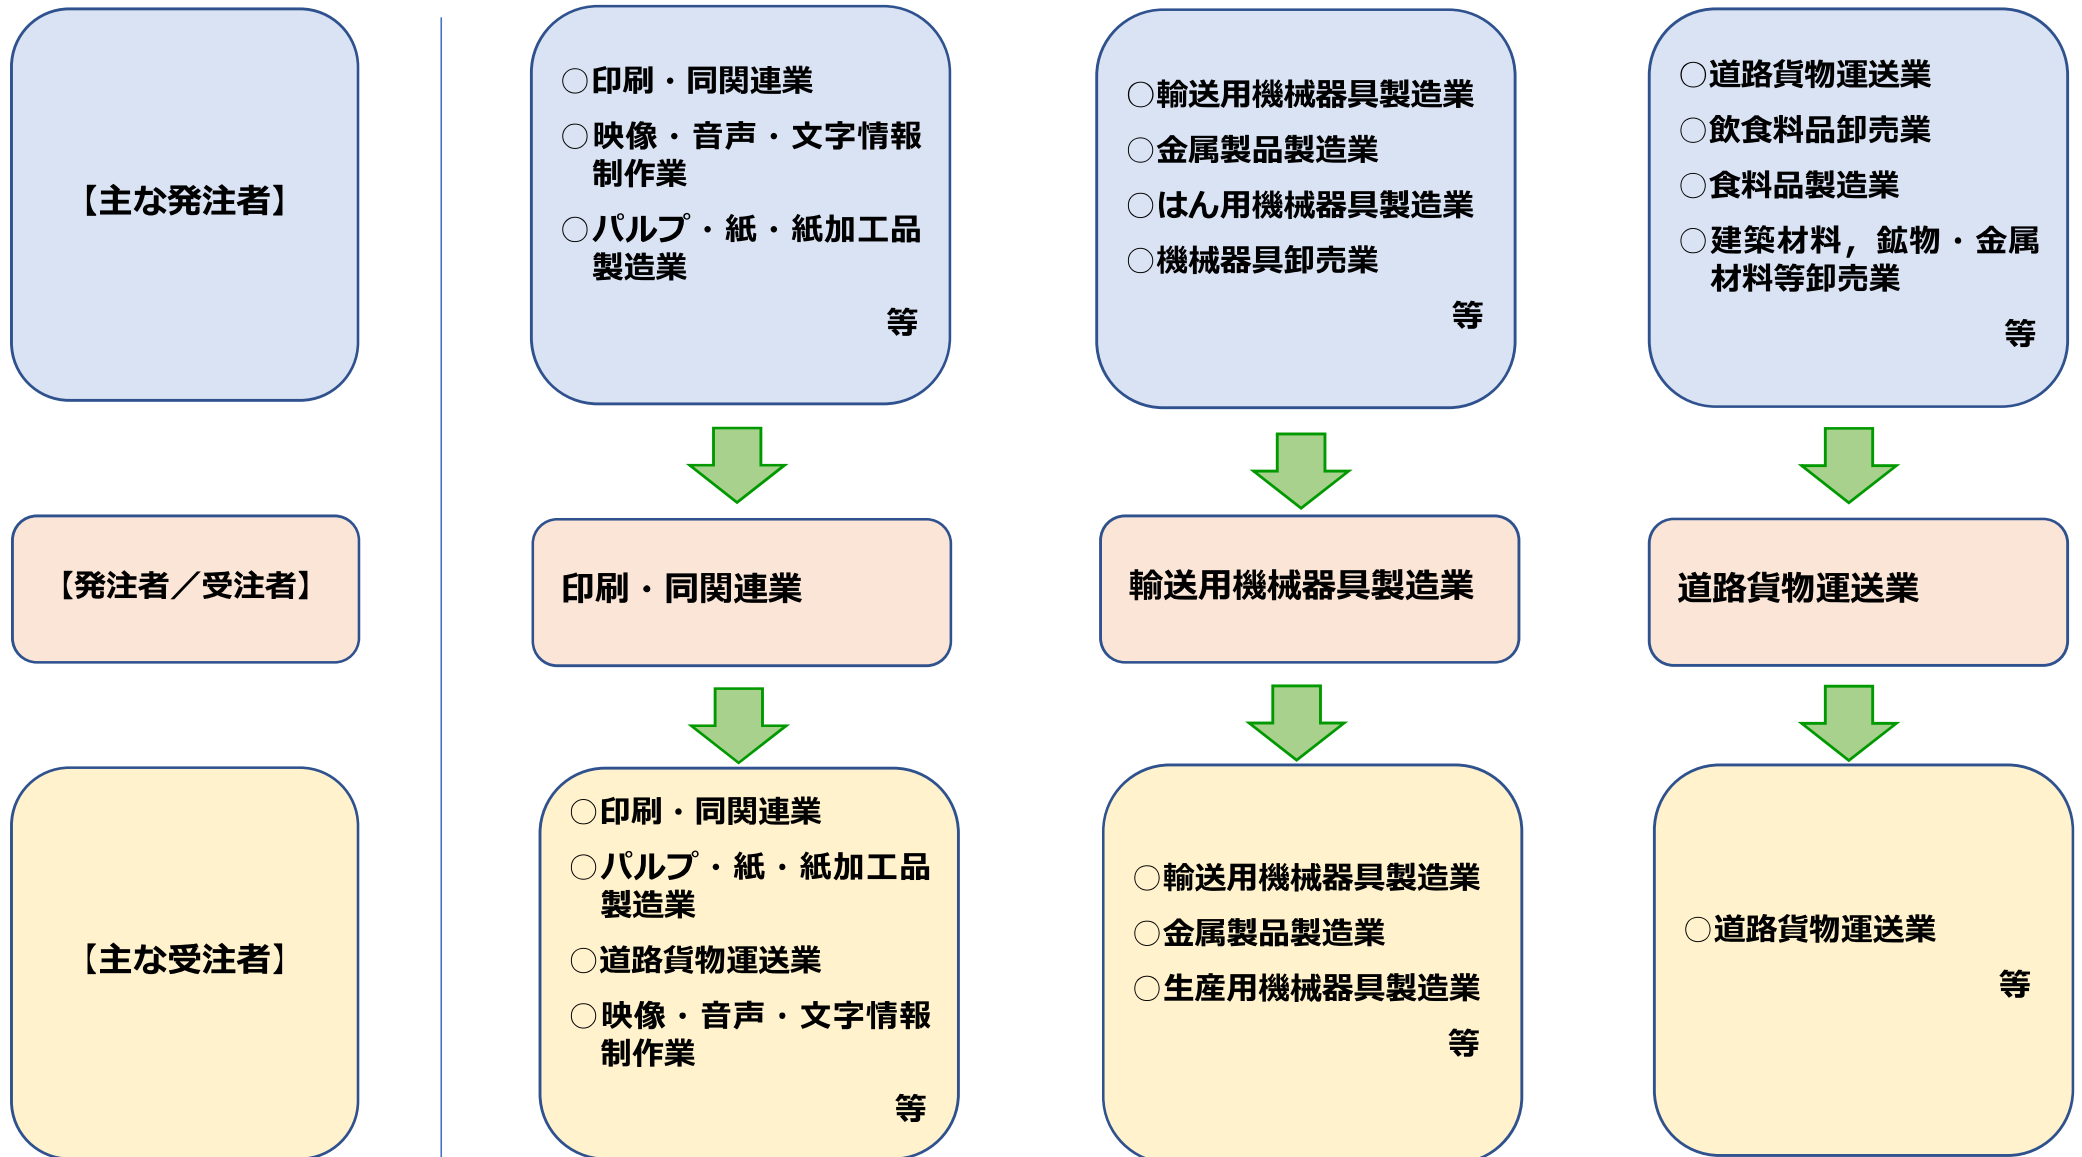 【主な発注者】
○印刷・同関連業
○映像・音声・文字情報
制作業
○パルプ・紙・紙加工品
製造業
等
○輸送用機械器具製造業
○金属製品製造業
○はん用機械器具製造業
○機械器具卸売業
等
○道路貨物運送業
○飲食料品卸売業
○食料品製造業
○建築材料，鉱物・金属
材料等卸売業
等
【発注者／受注者】
印刷・同関連業
輸送用機械器具製造業
道路貨物運送業
【主な受注者】
○印刷・同関連業
○パルプ・紙・紙加工品
製造業
○道路貨物運送業
○映像・音声・文字情報
制作業
等
○輸送用機械器具製造業
○金属製品製造業
○生産用機械器具製造業
等
○道路貨物運送業
等